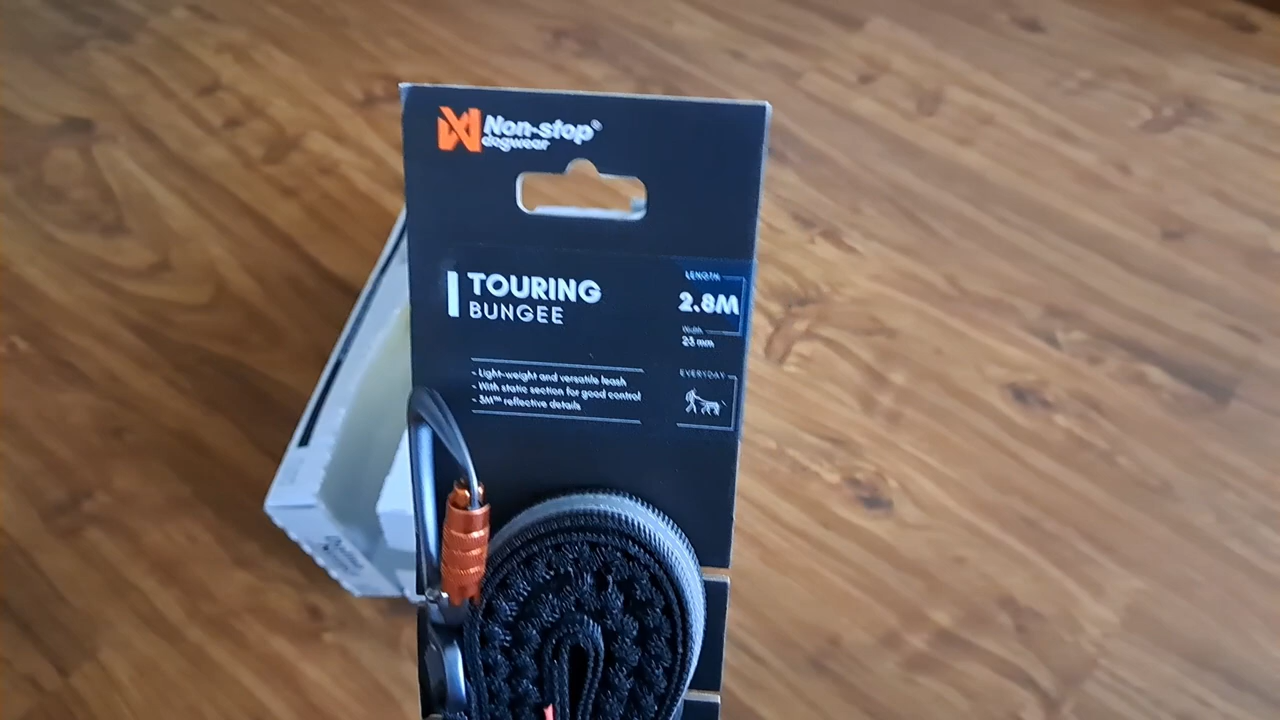 Non-stop®
dogwear
TOURING
BUNGEE
LENGTH
2.8M
Width
23 mm
- Light-weight and versatile leash
- With static section for good control
- 3M™ reflective details
EVERYDAY